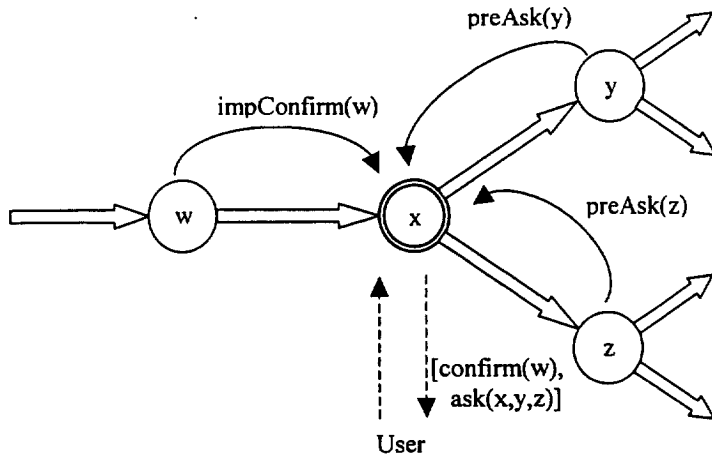 preAsk(y)
y
impConfirm(w)
w
x
preAsk(z)
z
[confirm(w),
ask(x,y,z)]
User